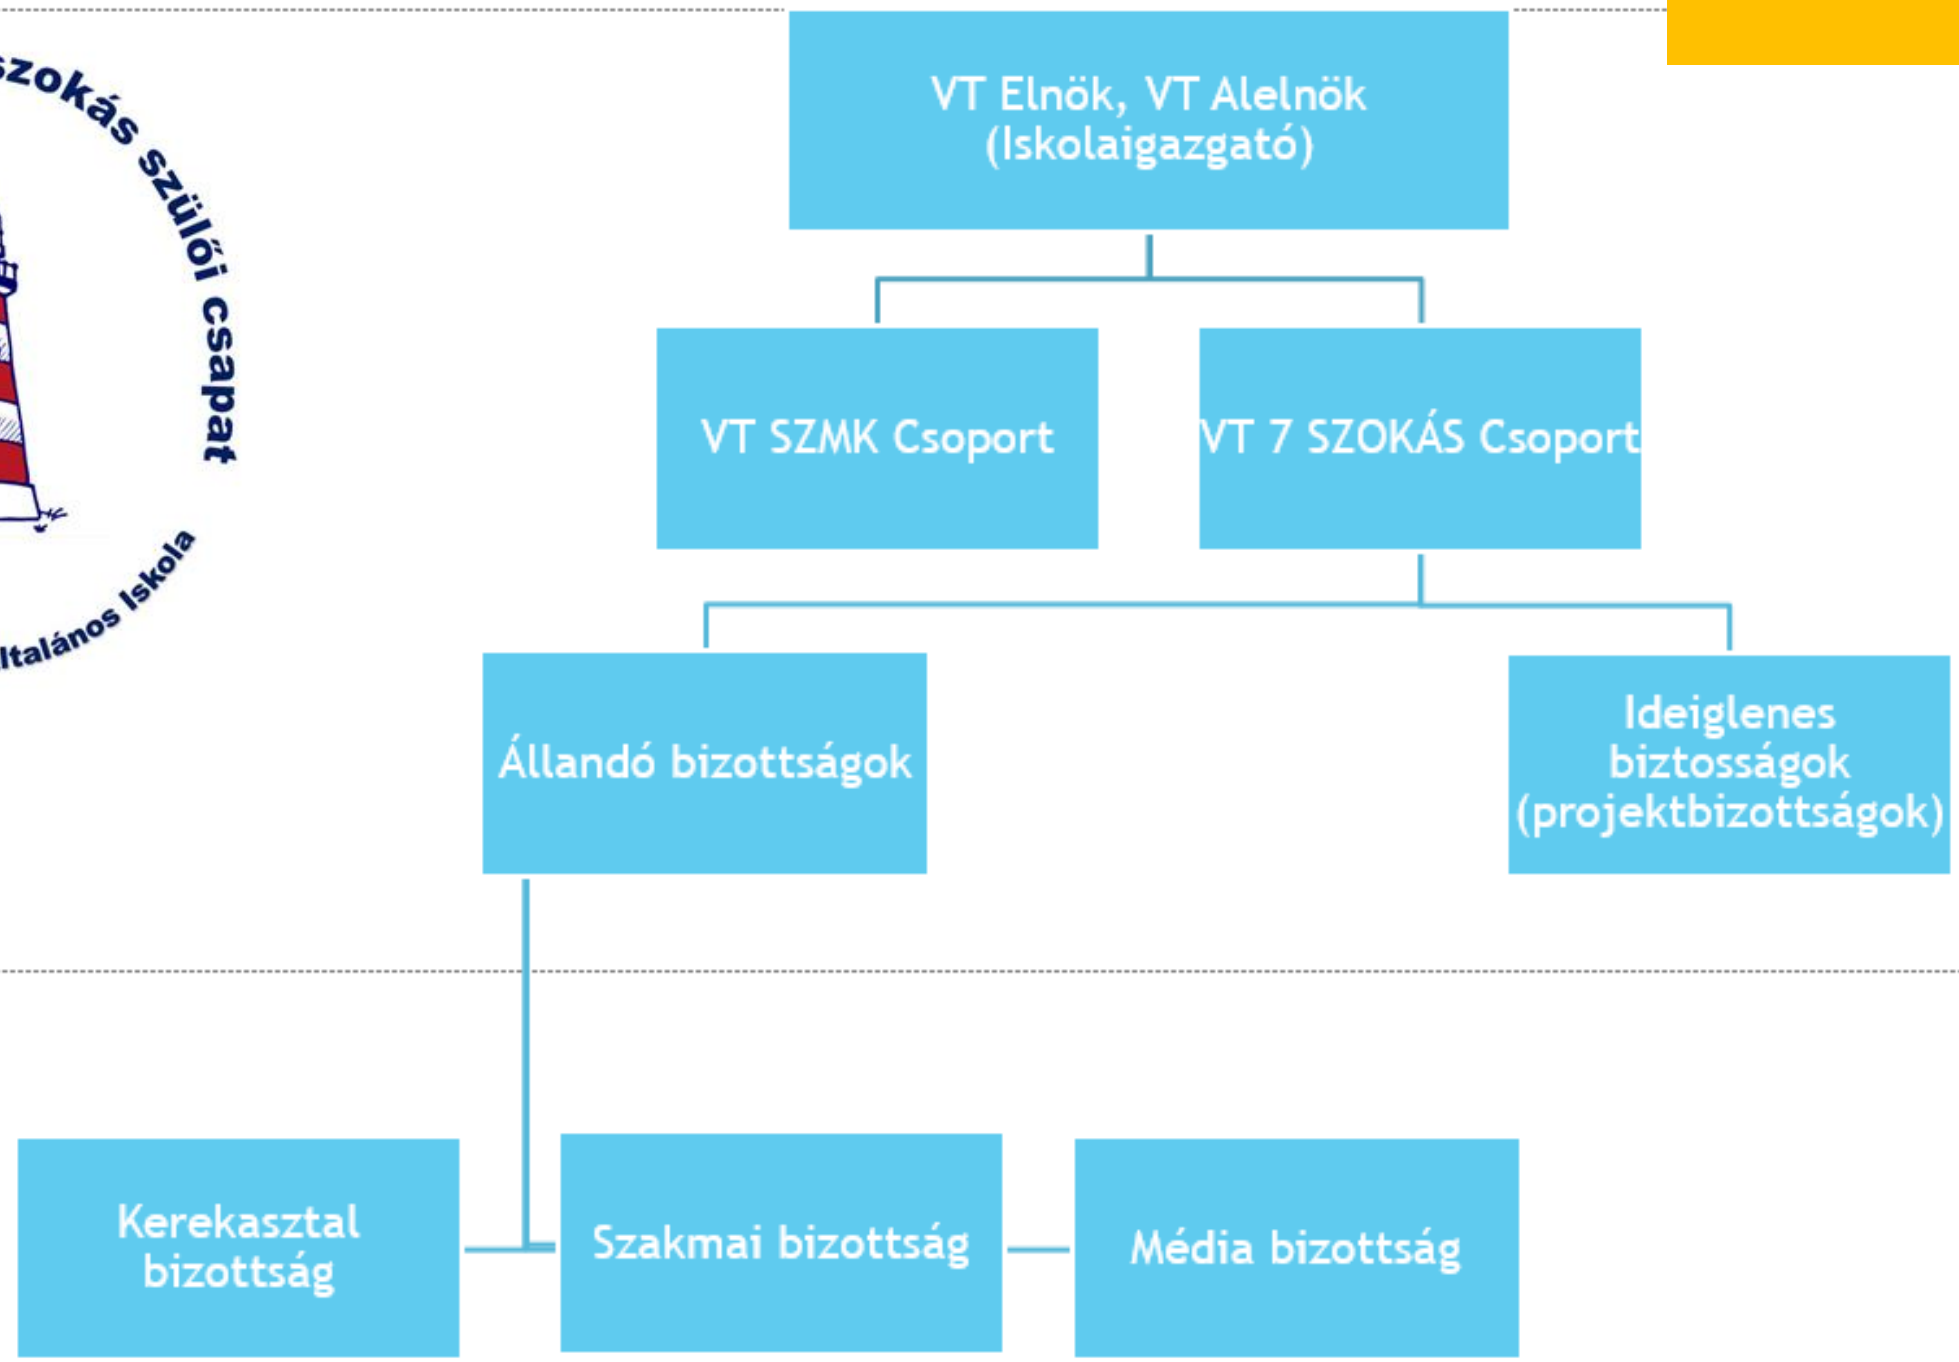 szokás szülői csapat
Iskola
VT Elnök, VT Alelnök
(Iskolaigazgató)
VT SZMK Csoport
VT 7 SZOKÁS Csoport
Állandó bizottságok
Ideiglenes
biztosságok
(projektbizottságok)
Kerekasztal
bizottság
Szakmai bizottság
Média bizottság